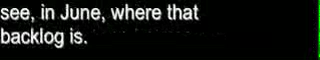 see, in June, where that
backlog is.